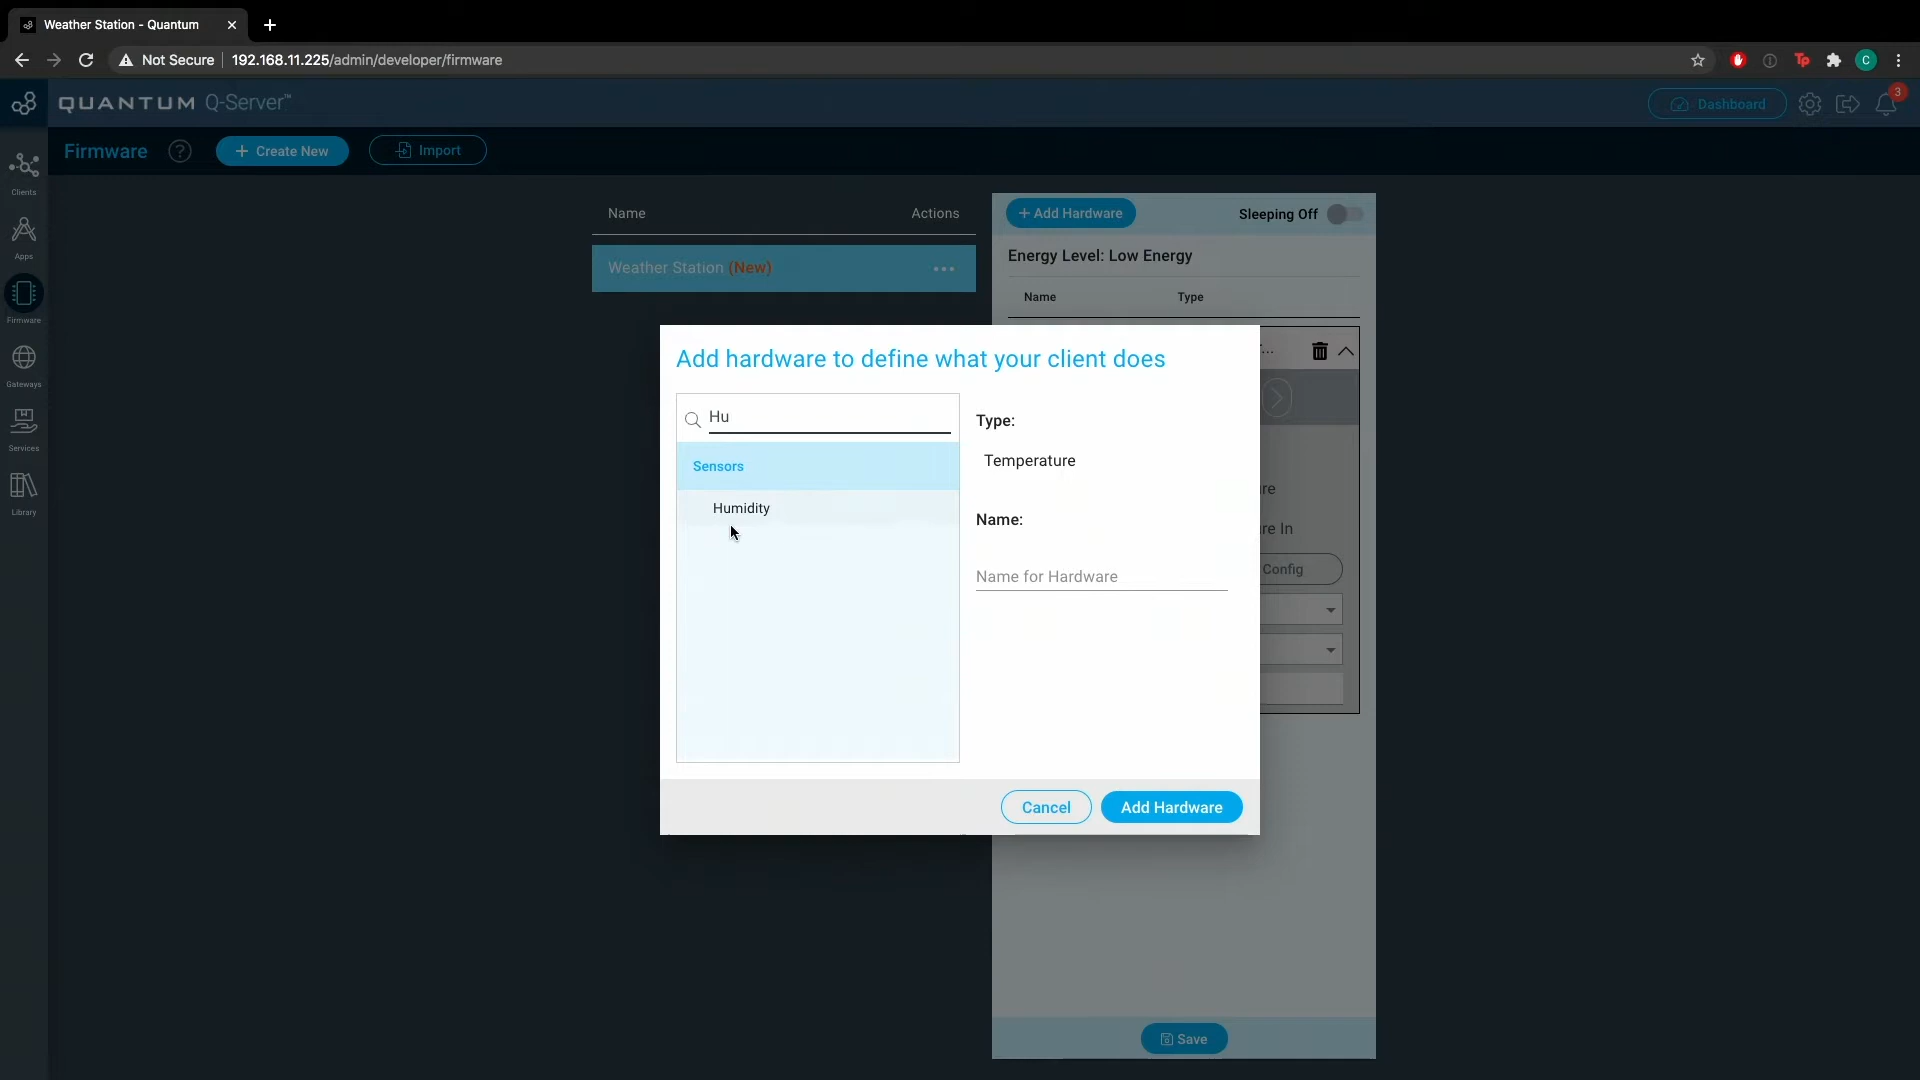 Weather Station - Quantum
Not Secure
192.168.11.225/admin/developer/firmware
Tp
C
QUANTUM Q-Server™
Dashboard
3
Firmware
?
+ Create New
Import
Clients
Apps
Firmware
Gateways
Services
Library
Name Actions
Weather Station (New)
+ Add Hardware
Sleeping Off
Energy Level: Low Energy
Name Type
Add hardware to define what your client does
Hu
Sensors
Humidity
Type:
Temperature
Name:
Name for Hardware
re
re In
Config
Cancel
Add Hardware
Save